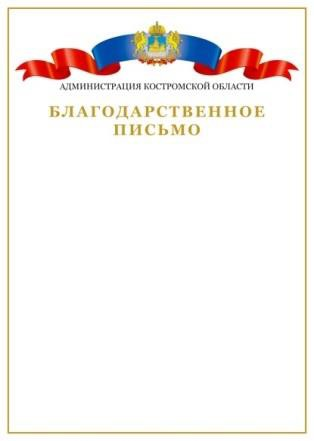 АДМИНИСТРАЦИЯ КОСТРОМСКОЙ ОБЛАСТИ
БЛАГОДАРСТВЕННОЕ
ПИСЬМО